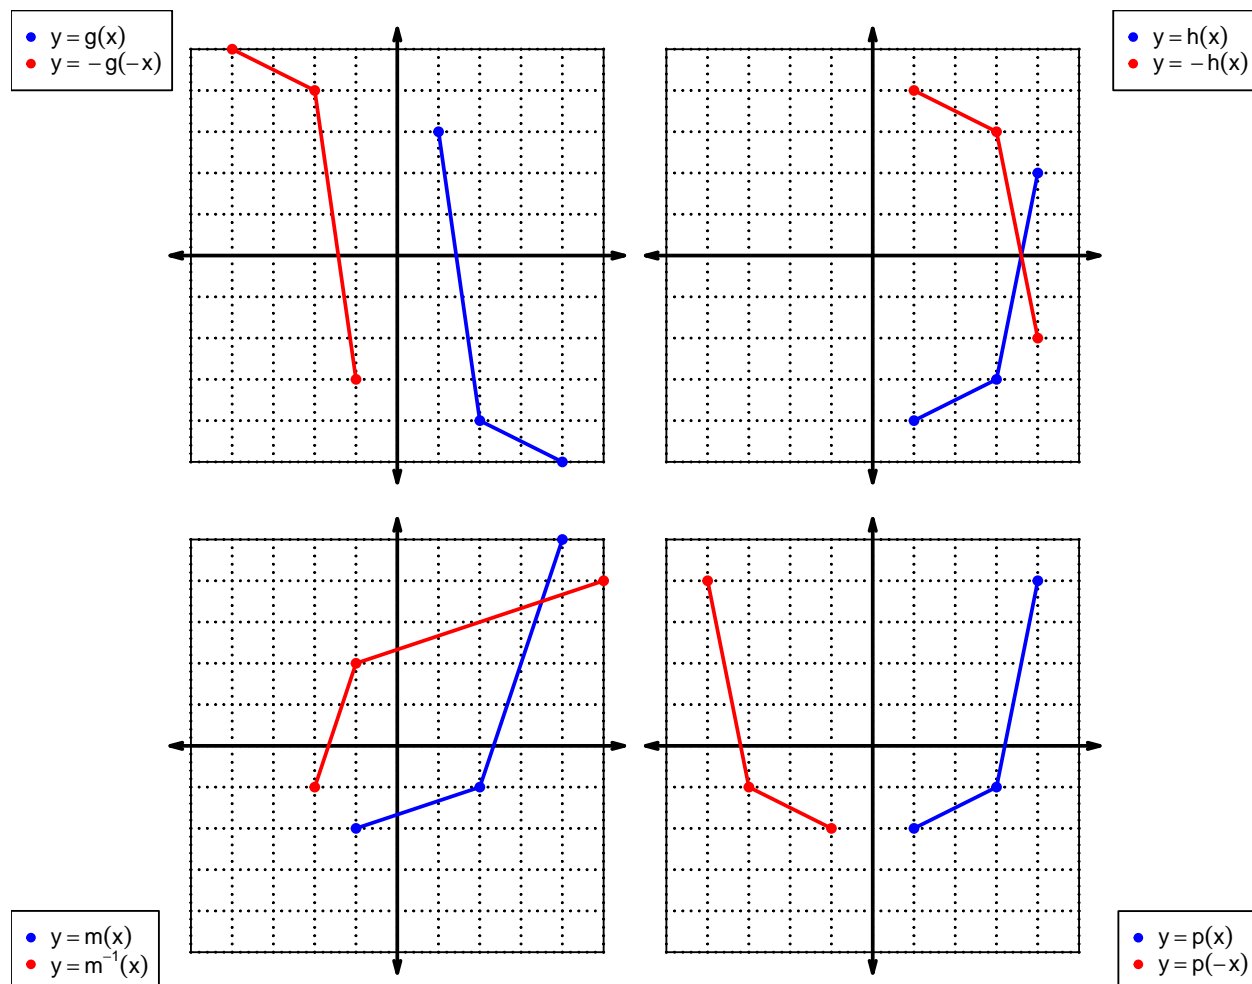 y = g(x)
y = −g(−x)
y = h(x)
y = −h(x)
y = m(x)
y = m⁻¹(x)
y = p(x)
y = p(−x)